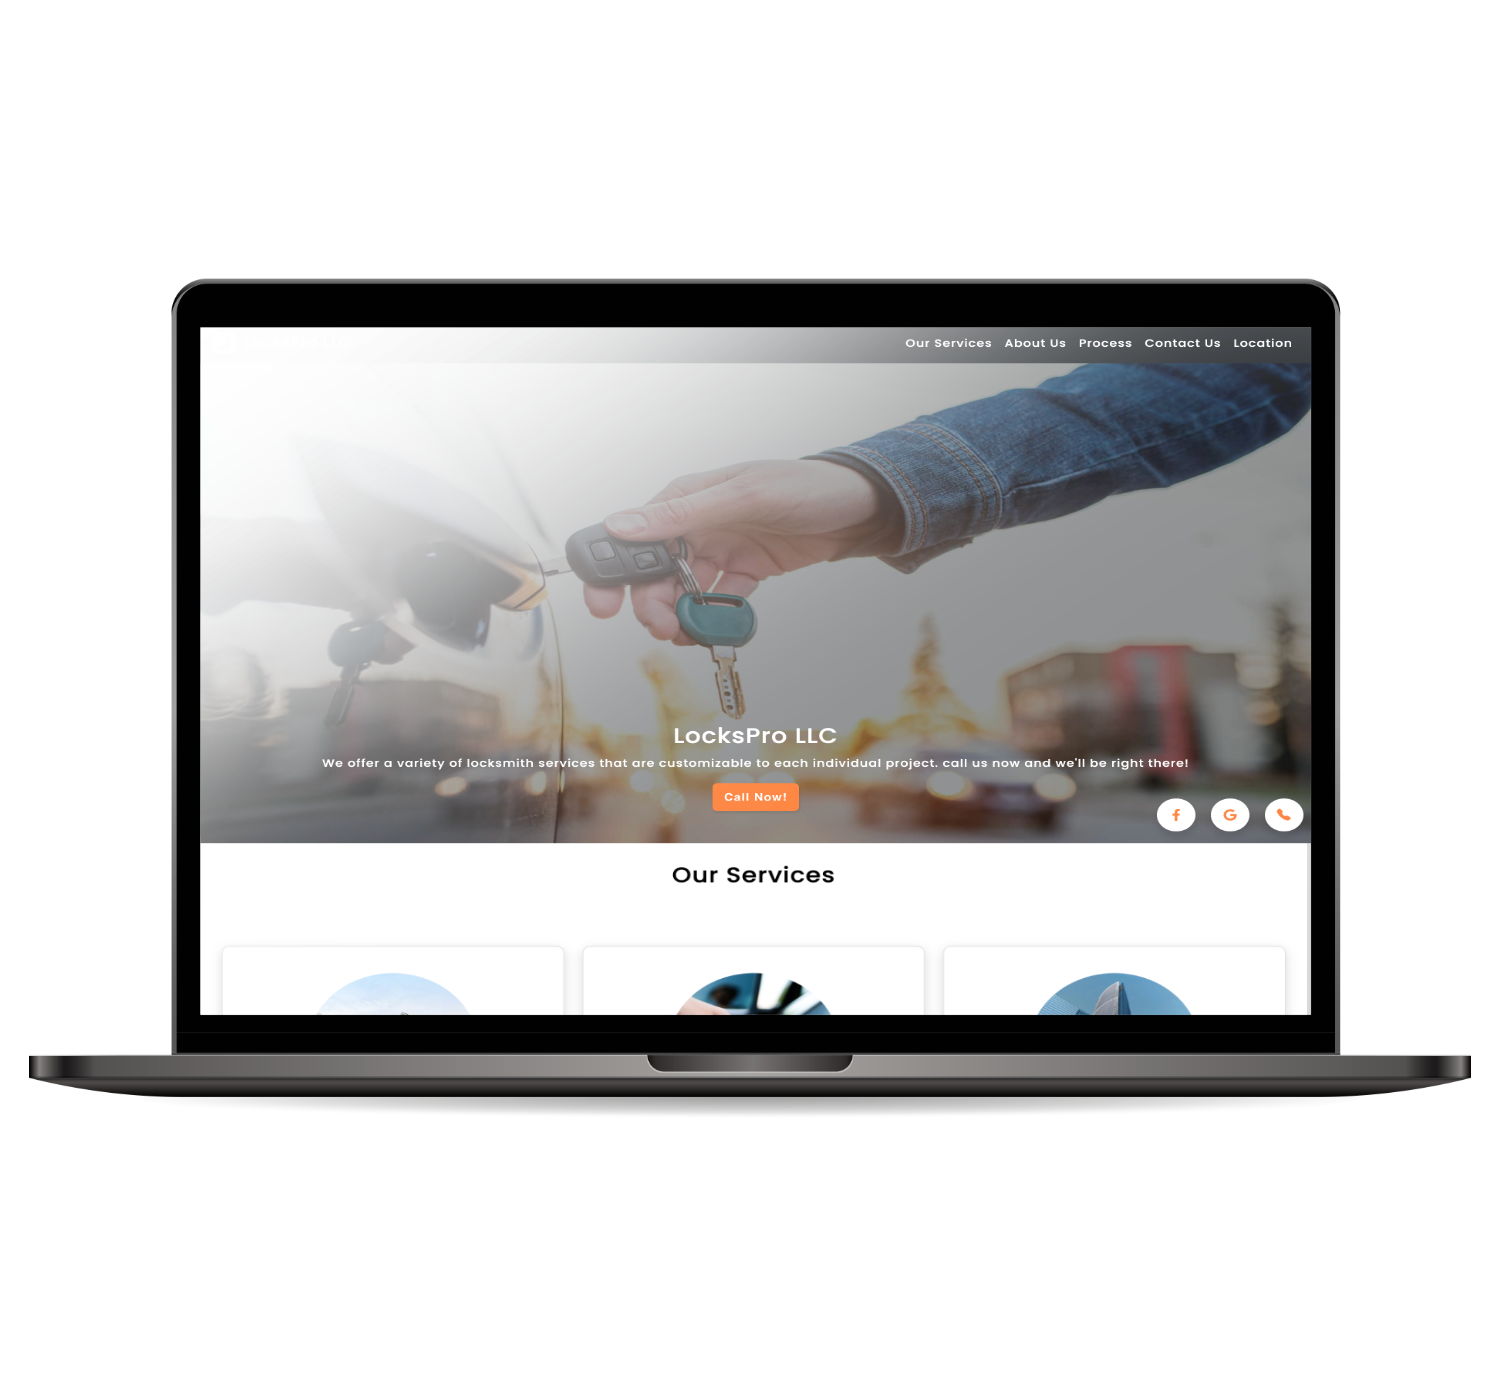 Our Services About Us Process Contact Us Location
LocksPro LLC
We offer a variety of locksmith services that are customizable to each individual project. call us now and we'll be right there!
Call Now!
Our Services